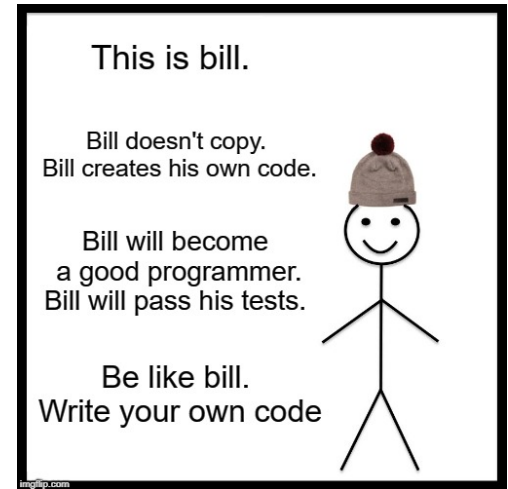 This is bill.
Bill doesn't copy.
Bill creates his own code.
Bill will become
a good programmer.
Bill will pass his tests.
Be like bill.
Write your own code
imgflip.com